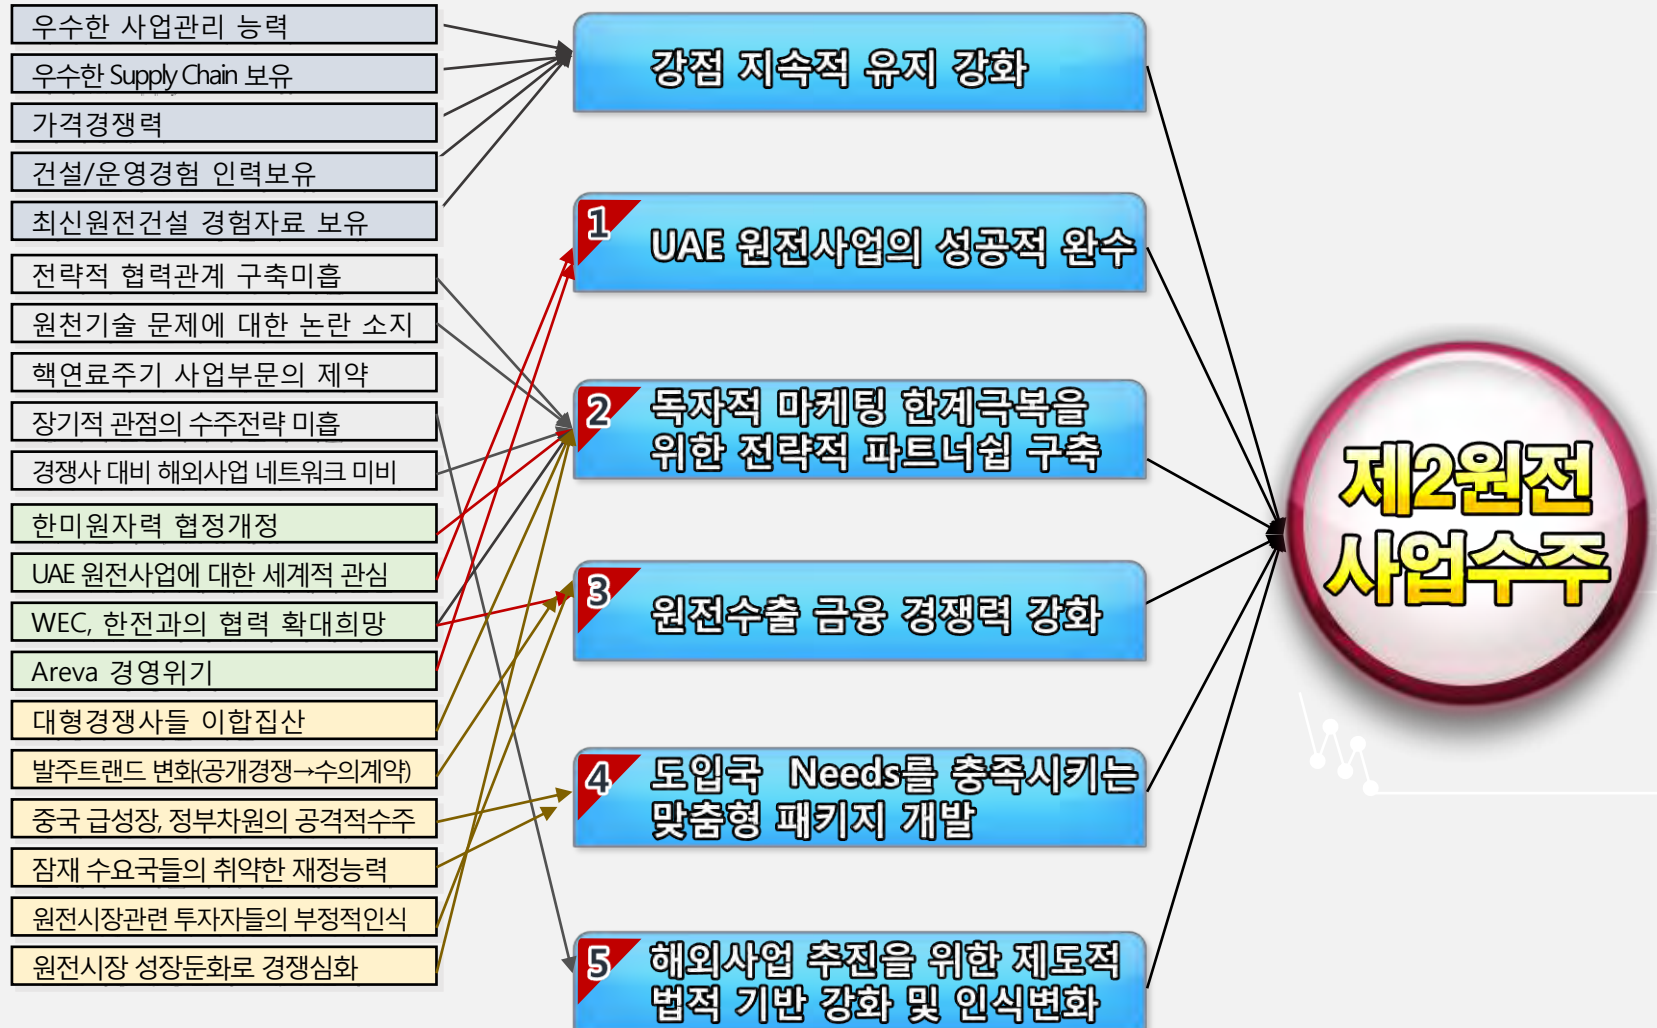 우수한 사업관리 능력
우수한 Supply Chain 보유
가격경쟁력
건설/운영경험 인력보유
최신원전건설 경험자료 보유
전략적 협력관계 구축미흡
원천기술 문제에 대한 논란 소지
핵연료주기 사업부문의 제약
장기적 관점의 수주전략 미흡
경쟁사 대비 해외사업 네트워크 미비
한미원자력 협정개정
UAE 원전사업에 대한 세계적 관심
WEC, 한전과의 협력 확대희망
Areva 경영위기
대형경쟁사들 이합집산
발주트랜드 변화(공개경쟁→수의계약)
중국 급성장, 정부차원의 공격적수주
잠재 수요국들의 취약한 재정능력
원전시장관련 투자자들의 부정적인식
원전시장 성장둔화로 경쟁심화
강점 지속적 유지 강화
1 UAE 원전사업의 성공적 완수
2 독자적 마케팅 한계극복을
위한 전략적 파트너쉽 구축
3 원전수출 금융 경쟁력 강화
4 도입국 Needs를 충족시키는
맞춤형 패키지 개발
5 해외사업 추진을 위한 제도적
법적 기반 강화 및 인식변화
제2원전
사업수주